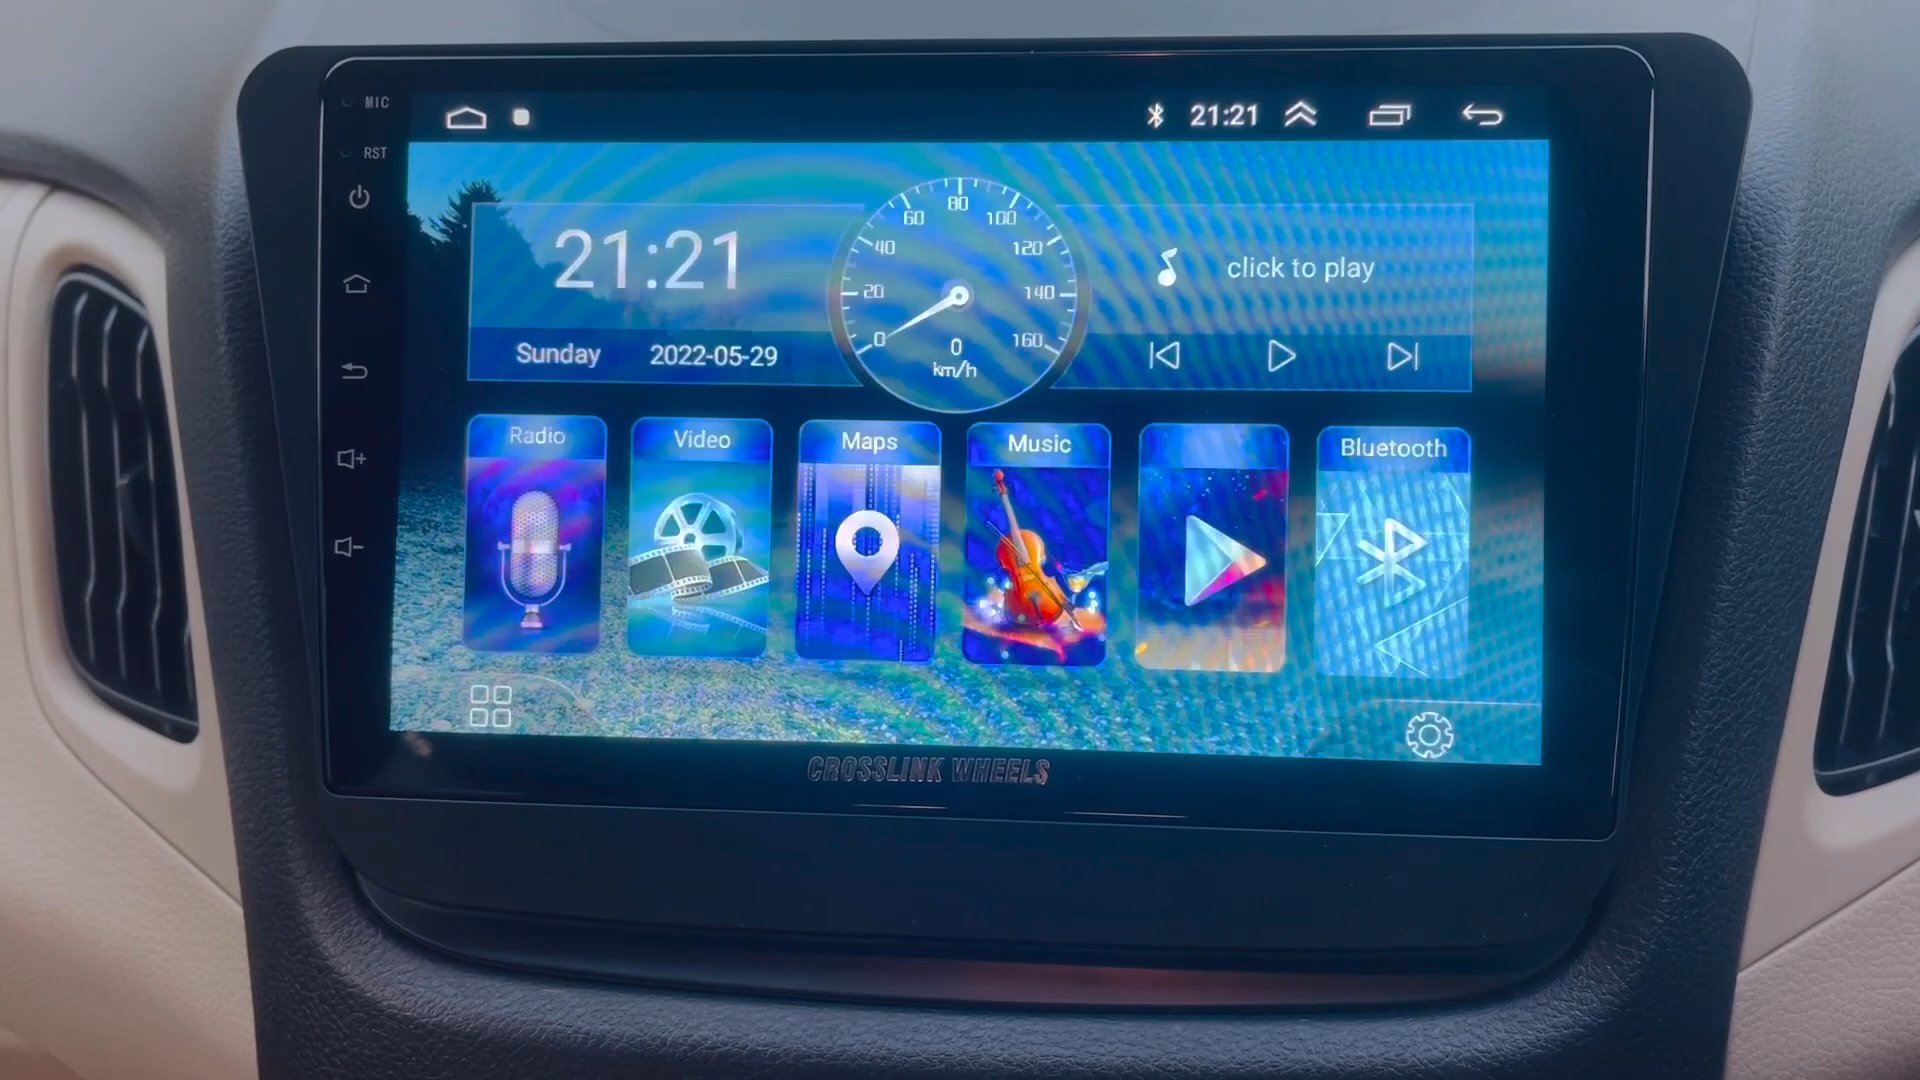 MIC
21:21
RST
21:21
Sunday 2022-05-29
0 20 40 60 80 100 120 140 160
0
km/h
click to play
Radio Video Maps Music Bluetooth
CROSSLINK WHEELS